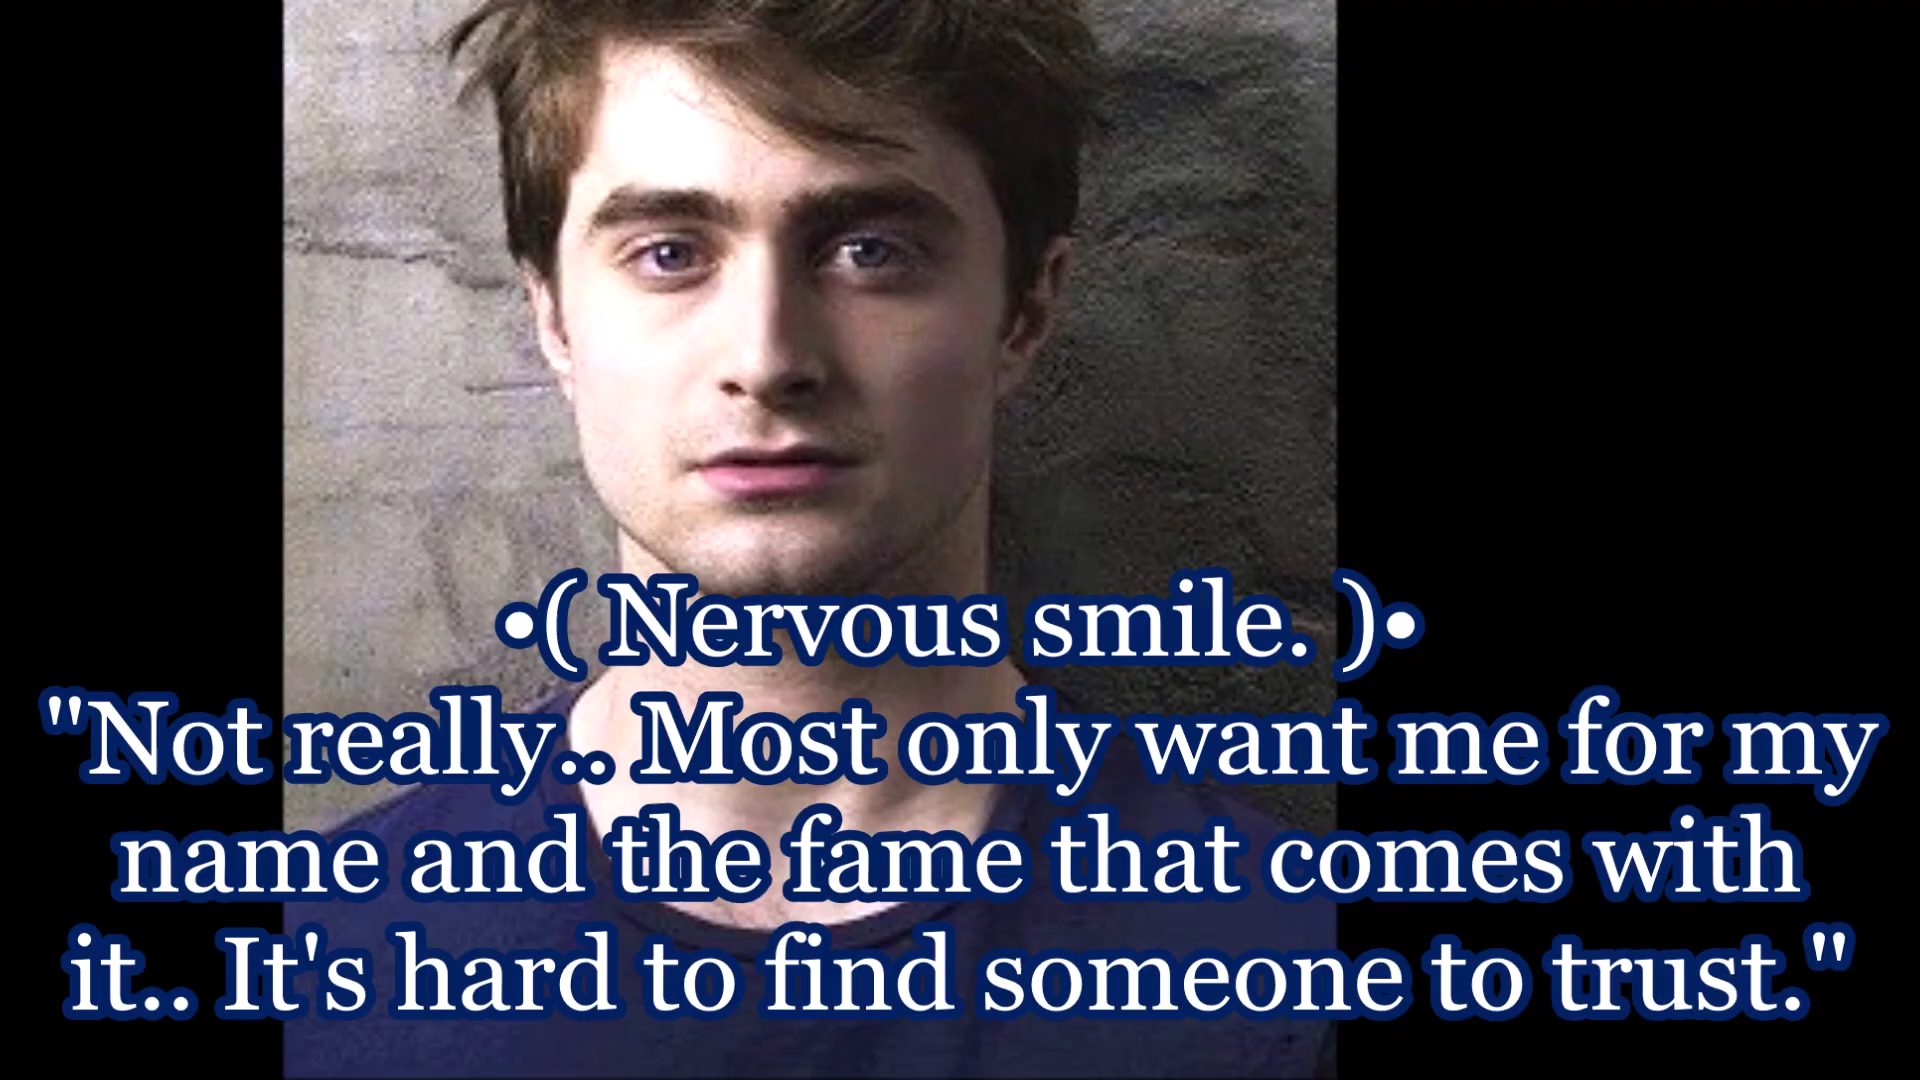 •( Nervous smile. )•
"Not really.. Most only want me for my
name and the fame that comes with
it.. It's hard to find someone to trust."